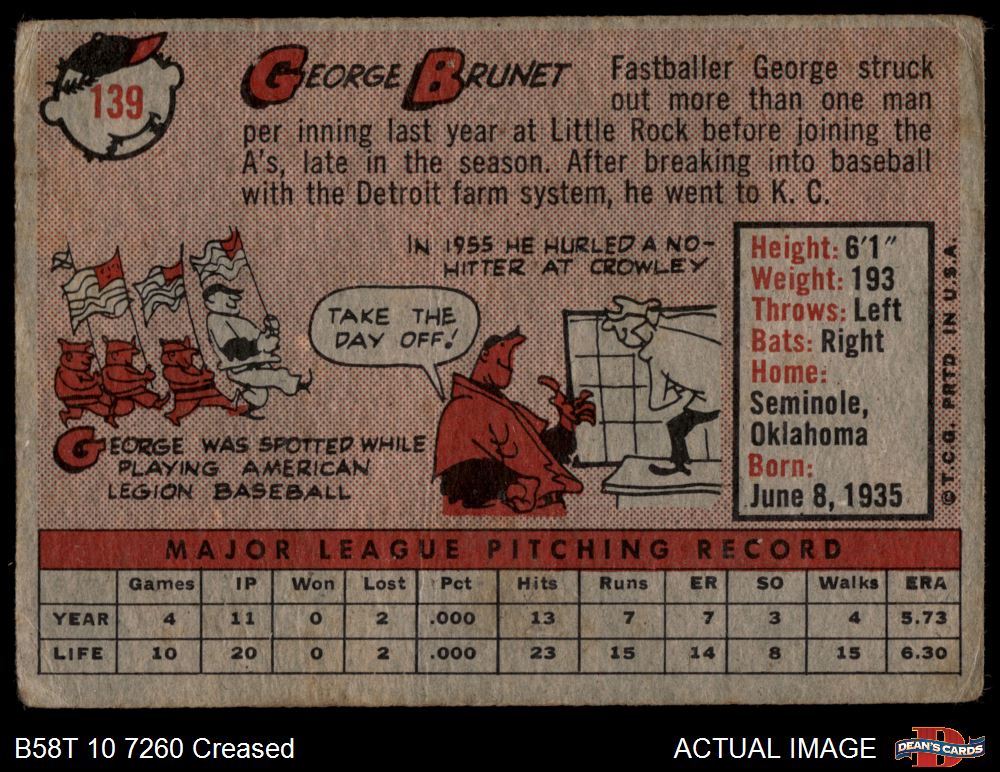 139
GEORGE BRUNET
Fastballer George struck
out more than one man
per inning last year at Little Rock before joining the
A's, late in the season. After breaking into baseball
with the Detroit farm system, he went to K. C.
IN 1955 HE HURLED A NO-
HITTER AT CROWLEY
TAKE THE
DAY OFF!
GEORGE WAS SPOTTED WHILE
PLAYING AMERICAN
LEGION BASEBALL
Height: 6'1"
Weight: 193
Throws: Left
Bats: Right
Home:
Seminole,
Oklahoma
Born:
June 8, 1935
©T.C.G. PRTD. IN U.S.A.
MAJOR LEAGUE PITCHING RECORD
Games IP Won Lost Pct Hits Runs ER SO Walks ERA
YEAR 4 11 0 2 .000 13 7 7 3 4 5.73
LIFE 10 20 0 2 .000 23 15 14 8 15 6.30
B58T 10 7260 Creased
ACTUAL IMAGE
DEAN'S CARDS